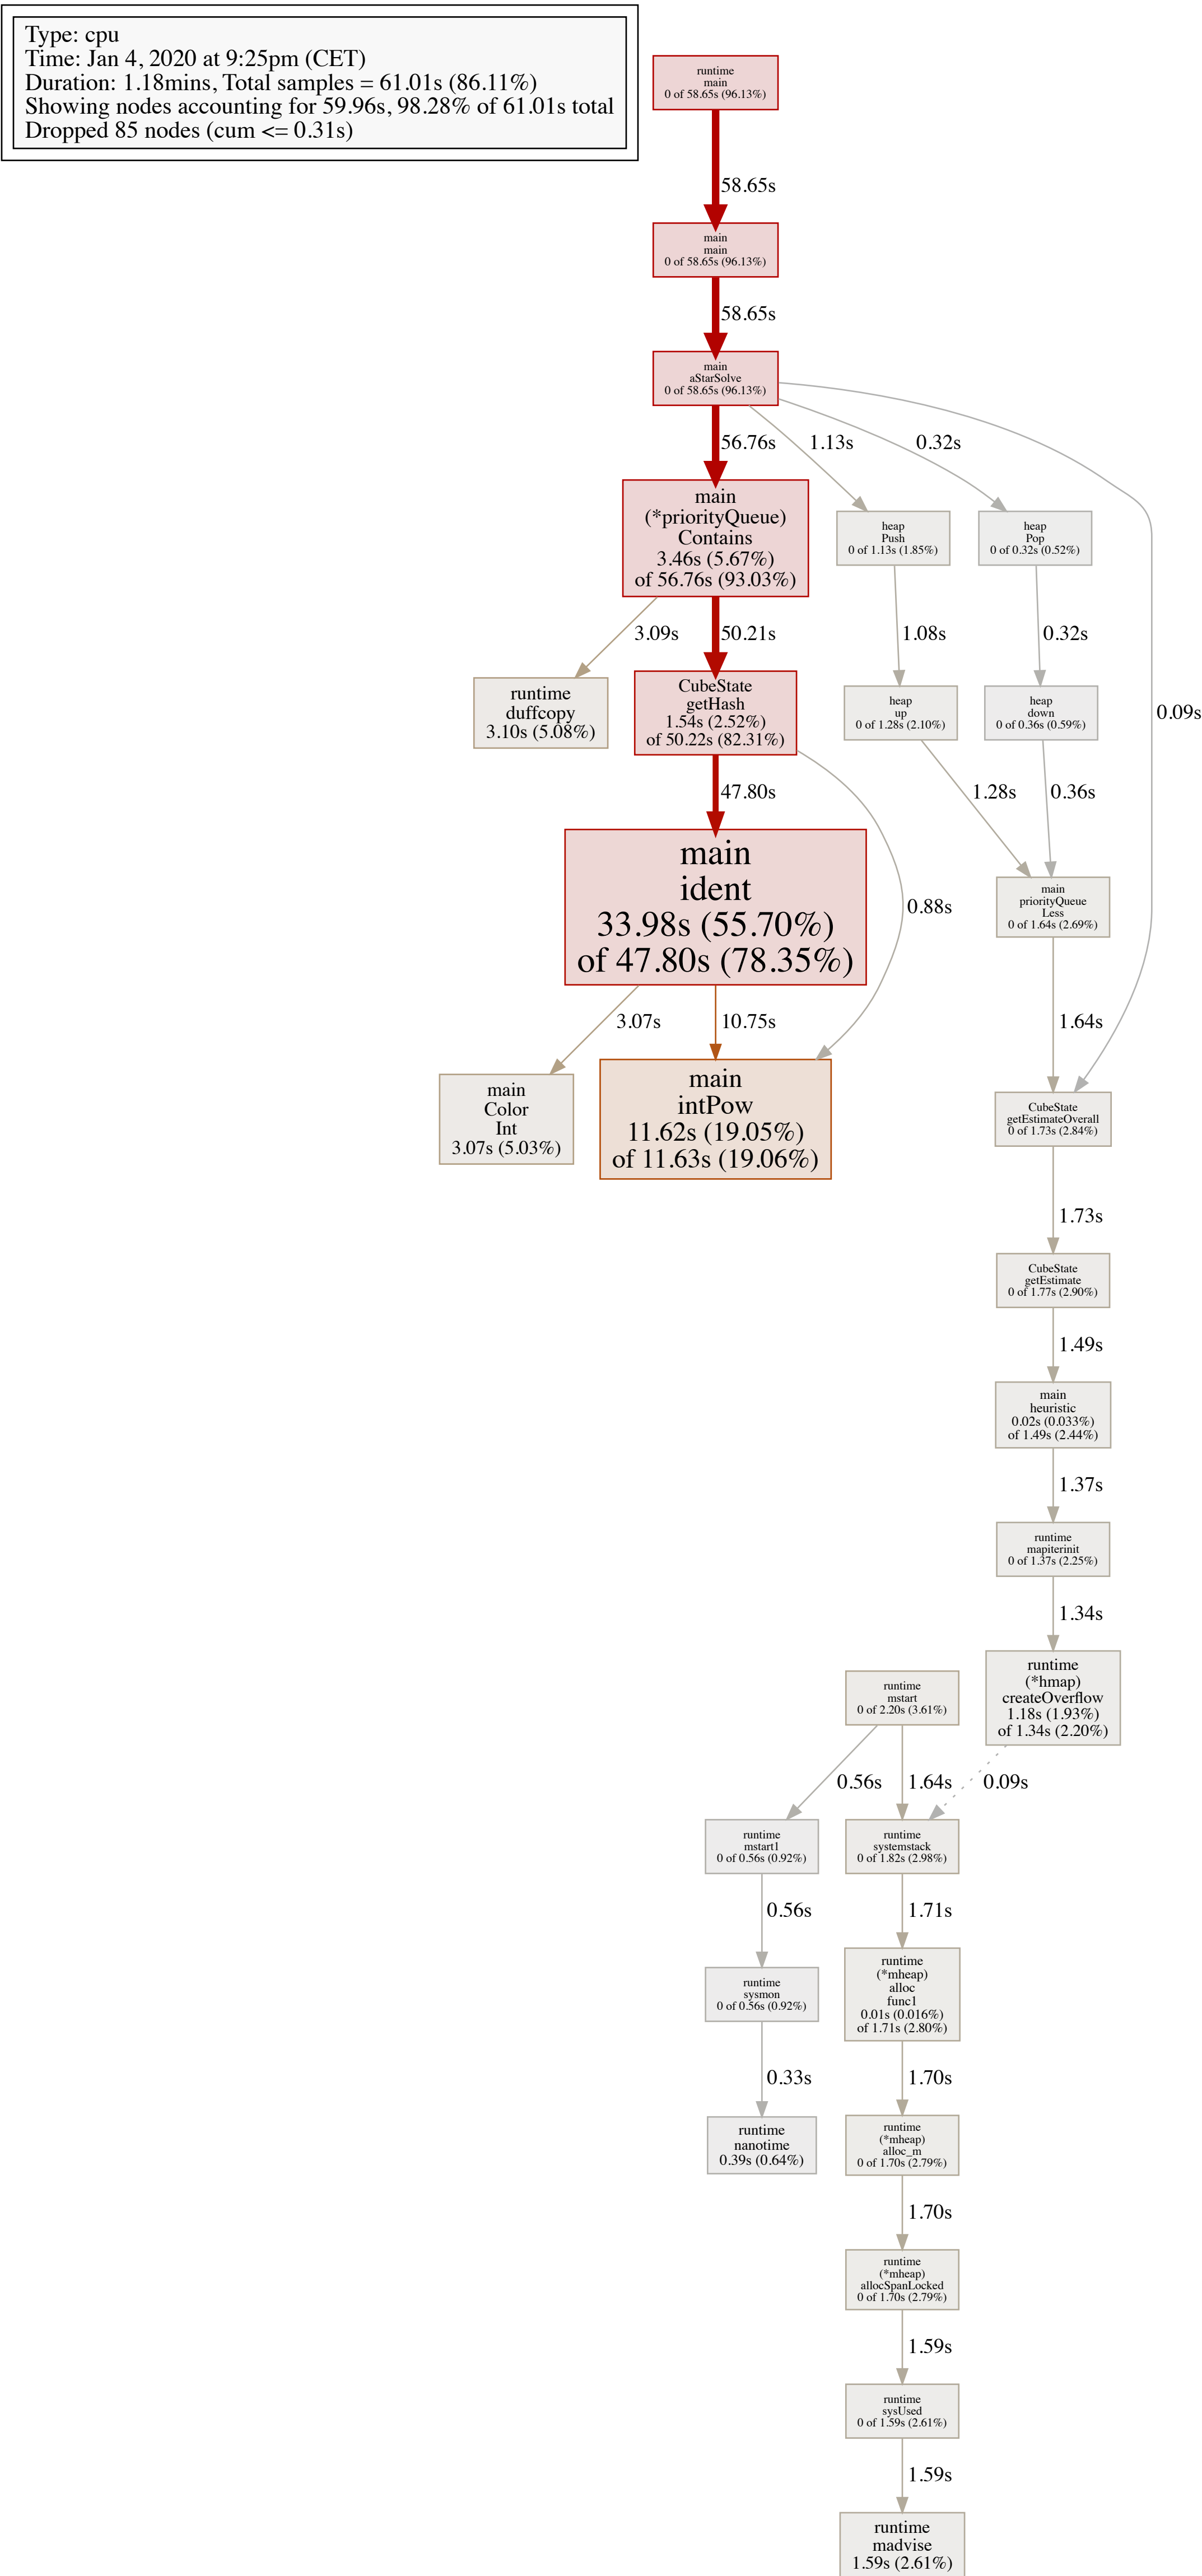 Type: cpu
Time: Jan 4, 2020 at 9:25pm (CET)
Duration: 1.18mins, Total samples = 61.01s (86.11%)
Showing nodes accounting for 59.96s, 98.28% of 61.01s total
Dropped 85 nodes (cum <= 0.31s)
runtime
main
0 of 58.65s (96.13%)
58.65s
main
main
0 of 58.65s (96.13%)
58.65s
main
aStarSolve
0 of 58.65s (96.13%)
56.76s
1.13s
0.32s
main
(*priorityQueue)
Contains
3.46s (5.67%)
of 56.76s (93.03%)
heap
Push
0 of 1.13s (1.85%)
heap
Pop
0 of 0.32s (0.52%)
3.09s
50.21s
1.08s
0.32s
0.09s
runtime
duffcopy
3.10s (5.08%)
CubeState
getHash
1.54s (2.52%)
of 50.22s (82.31%)
heap
up
0 of 1.28s (2.10%)
heap
down
0 of 0.36s (0.59%)
47.80s
1.28s
0.36s
main
ident
33.98s (55.70%)
of 47.80s (78.35%)
0.88s
main
priorityQueue
Less
0 of 1.64s (2.69%)
3.07s
10.75s
1.64s
main
Color
Int
3.07s (5.03%)
main
intPow
11.62s (19.05%)
of 11.63s (19.06%)
CubeState
getEstimateOverall
0 of 1.73s (2.84%)
1.73s
CubeState
getEstimate
0 of 1.77s (2.90%)
1.49s
main
heuristic
0.02s (0.033%)
of 1.49s (2.44%)
1.37s
runtime
mapiterinit
0 of 1.37s (2.25%)
1.34s
runtime
mstart
0 of 2.20s (3.61%)
runtime
(*hmap)
createOverflow
1.18s (1.93%)
of 1.34s (2.20%)
0.56s
1.64s
0.09s
runtime
mstart1
0 of 0.56s (0.92%)
runtime
systemstack
0 of 1.82s (2.98%)
0.56s
1.71s
runtime
sysmon
0 of 0.56s (0.92%)
runtime
(*mheap)
alloc
func1
0.01s (0.016%)
of 1.71s (2.80%)
0.33s
1.70s
runtime
nanotime
0.39s (0.64%)
runtime
(*mheap)
alloc_m
0 of 1.70s (2.79%)
1.70s
runtime
(*mheap)
allocSpanLocked
0 of 1.70s (2.79%)
1.59s
runtime
sysUsed
0 of 1.59s (2.61%)
1.59s
runtime
madvise
1.59s (2.61%)